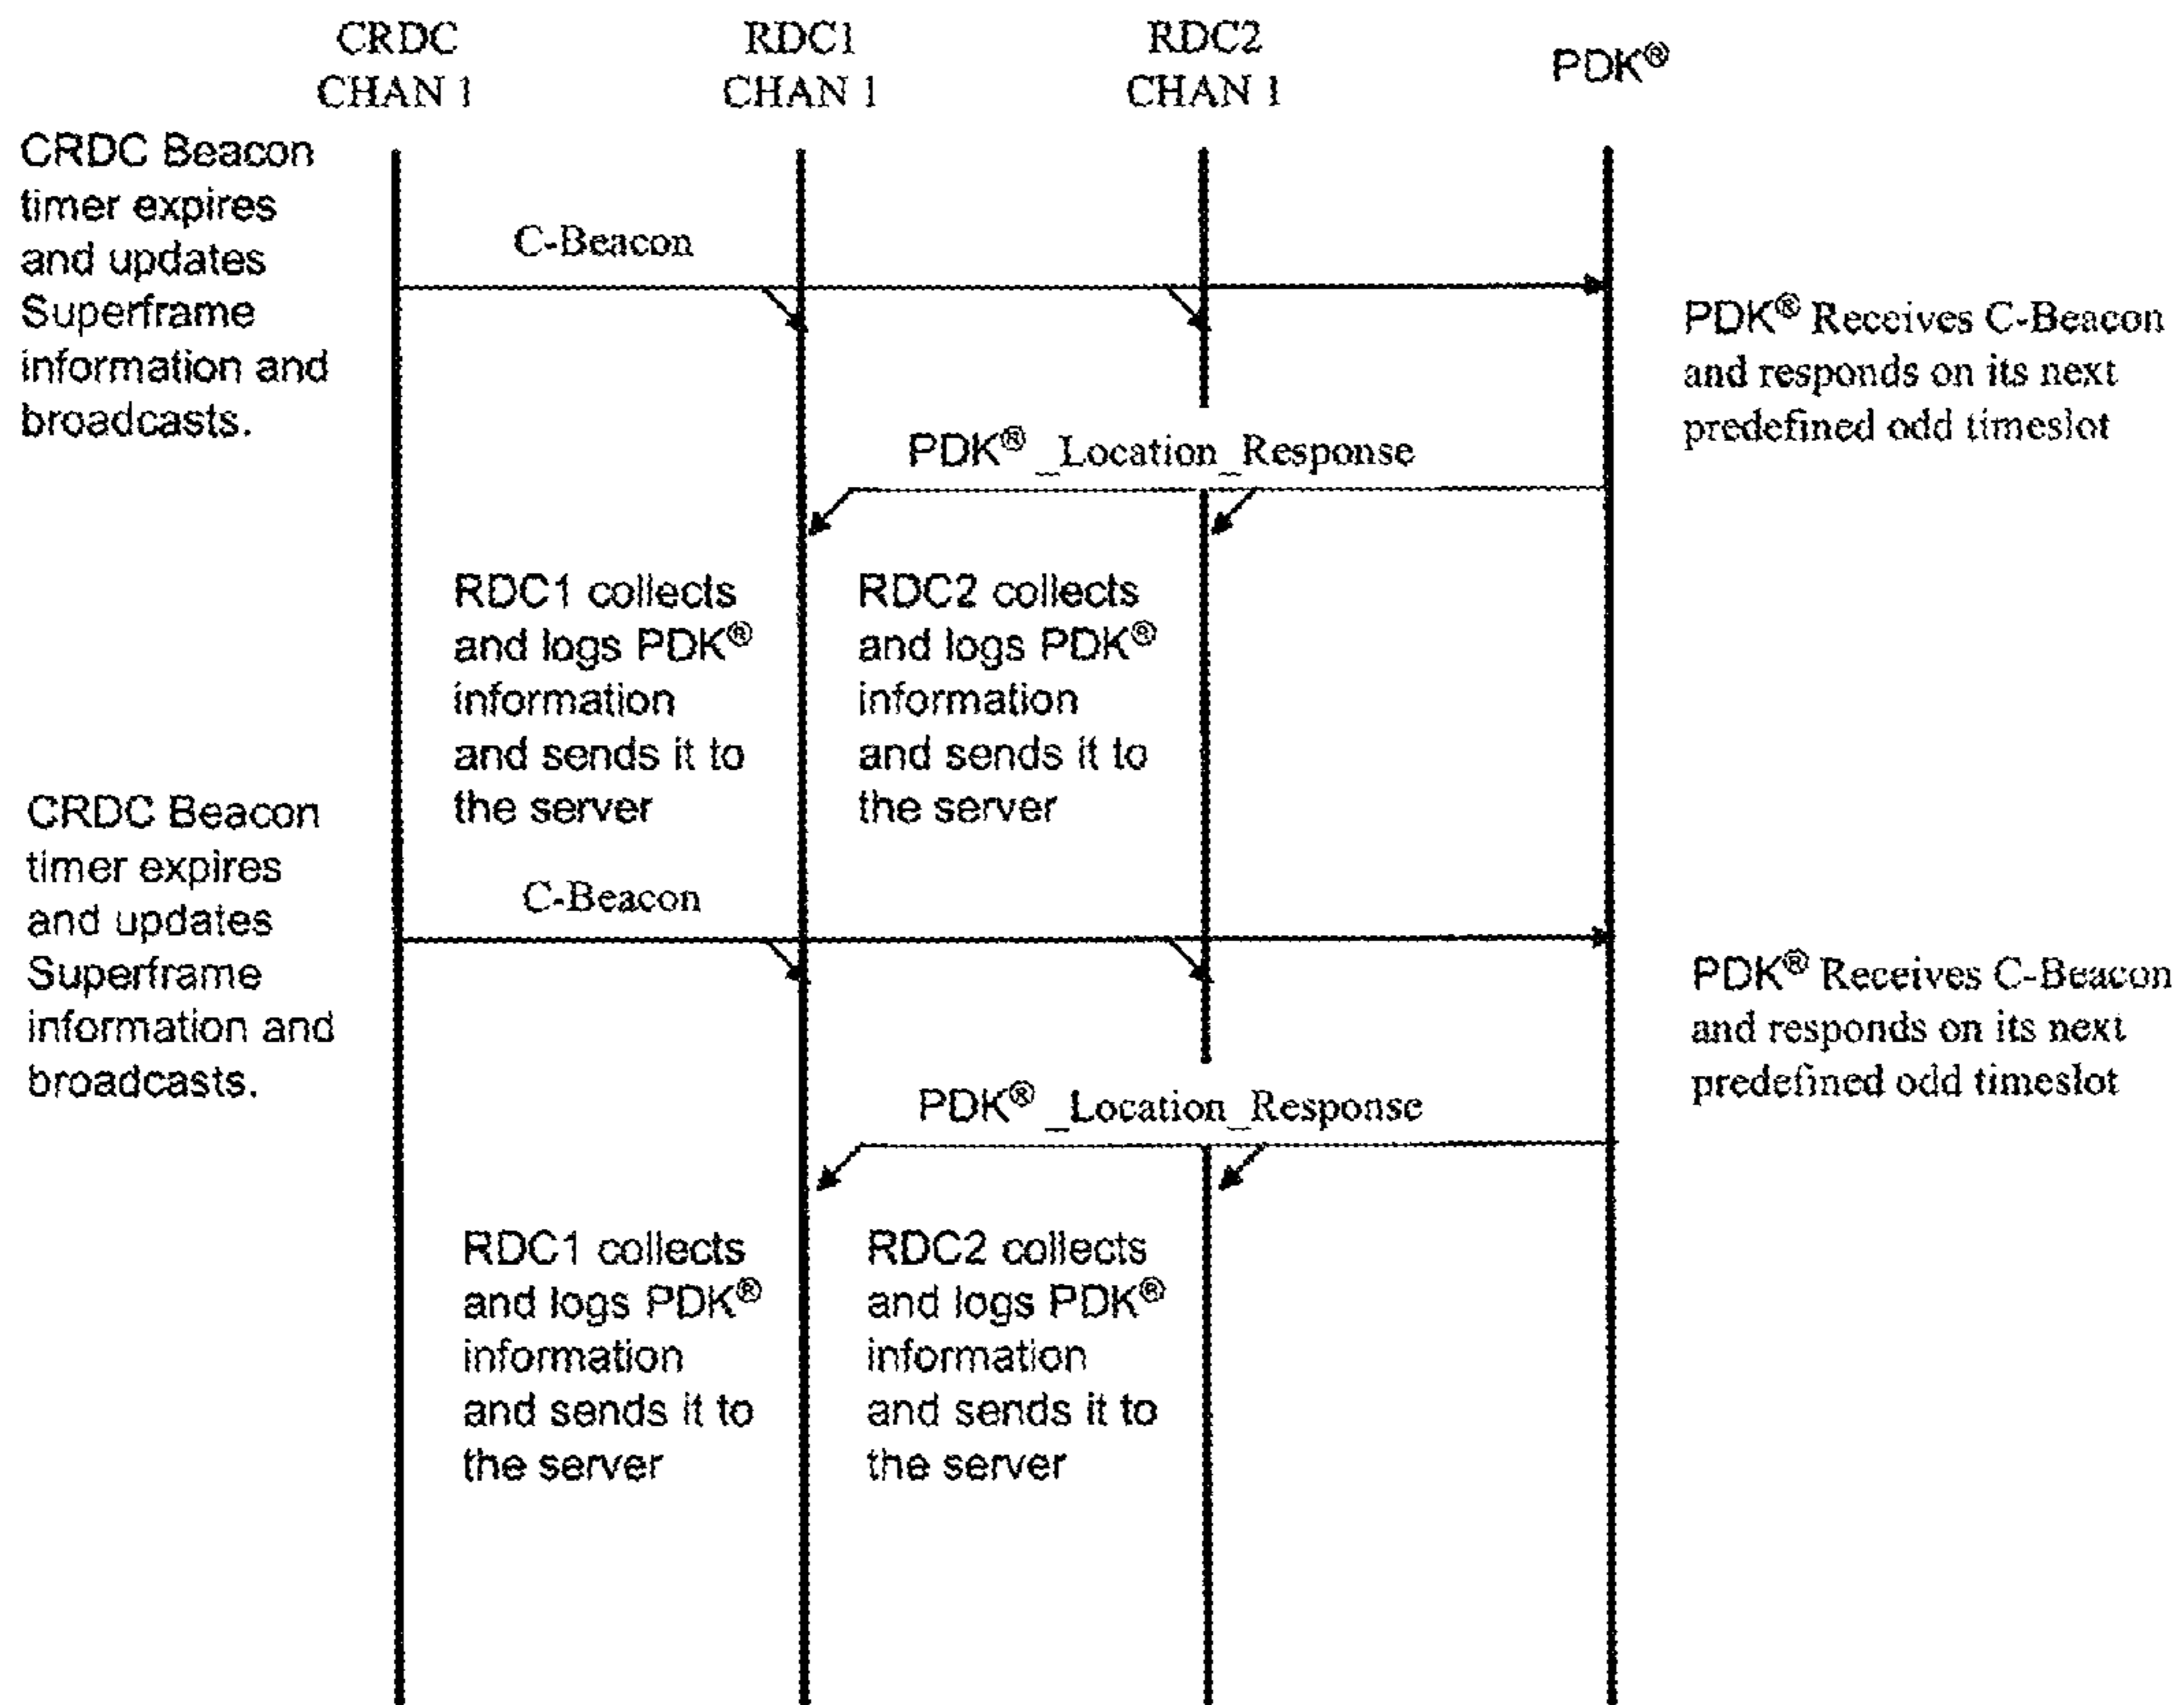 CRDC
CHAN 1
RDC1
CHAN 1
RDC2
CHAN 1
PDK®
CRDC Beacon
timer expires
and updates
Superframe
information and
broadcasts.
C-Beacon
PDK® Receives C-Beacon
and responds on its next
predefined odd timeslot
PDK® _Location_Response
RDC1 collects
and logs PDK®
information
and sends it to
the server
RDC2 collects
and logs PDK®
information
and sends it to
the server
CRDC Beacon
timer expires
and updates
Superframe
information and
broadcasts.
C-Beacon
PDK® Receives C-Beacon
and responds on its next
predefined odd timeslot
PDK® _Location_Response
RDC1 collects
and logs PDK®
information
and sends it to
the server
RDC2 collects
and logs PDK®
information
and sends it to
the server